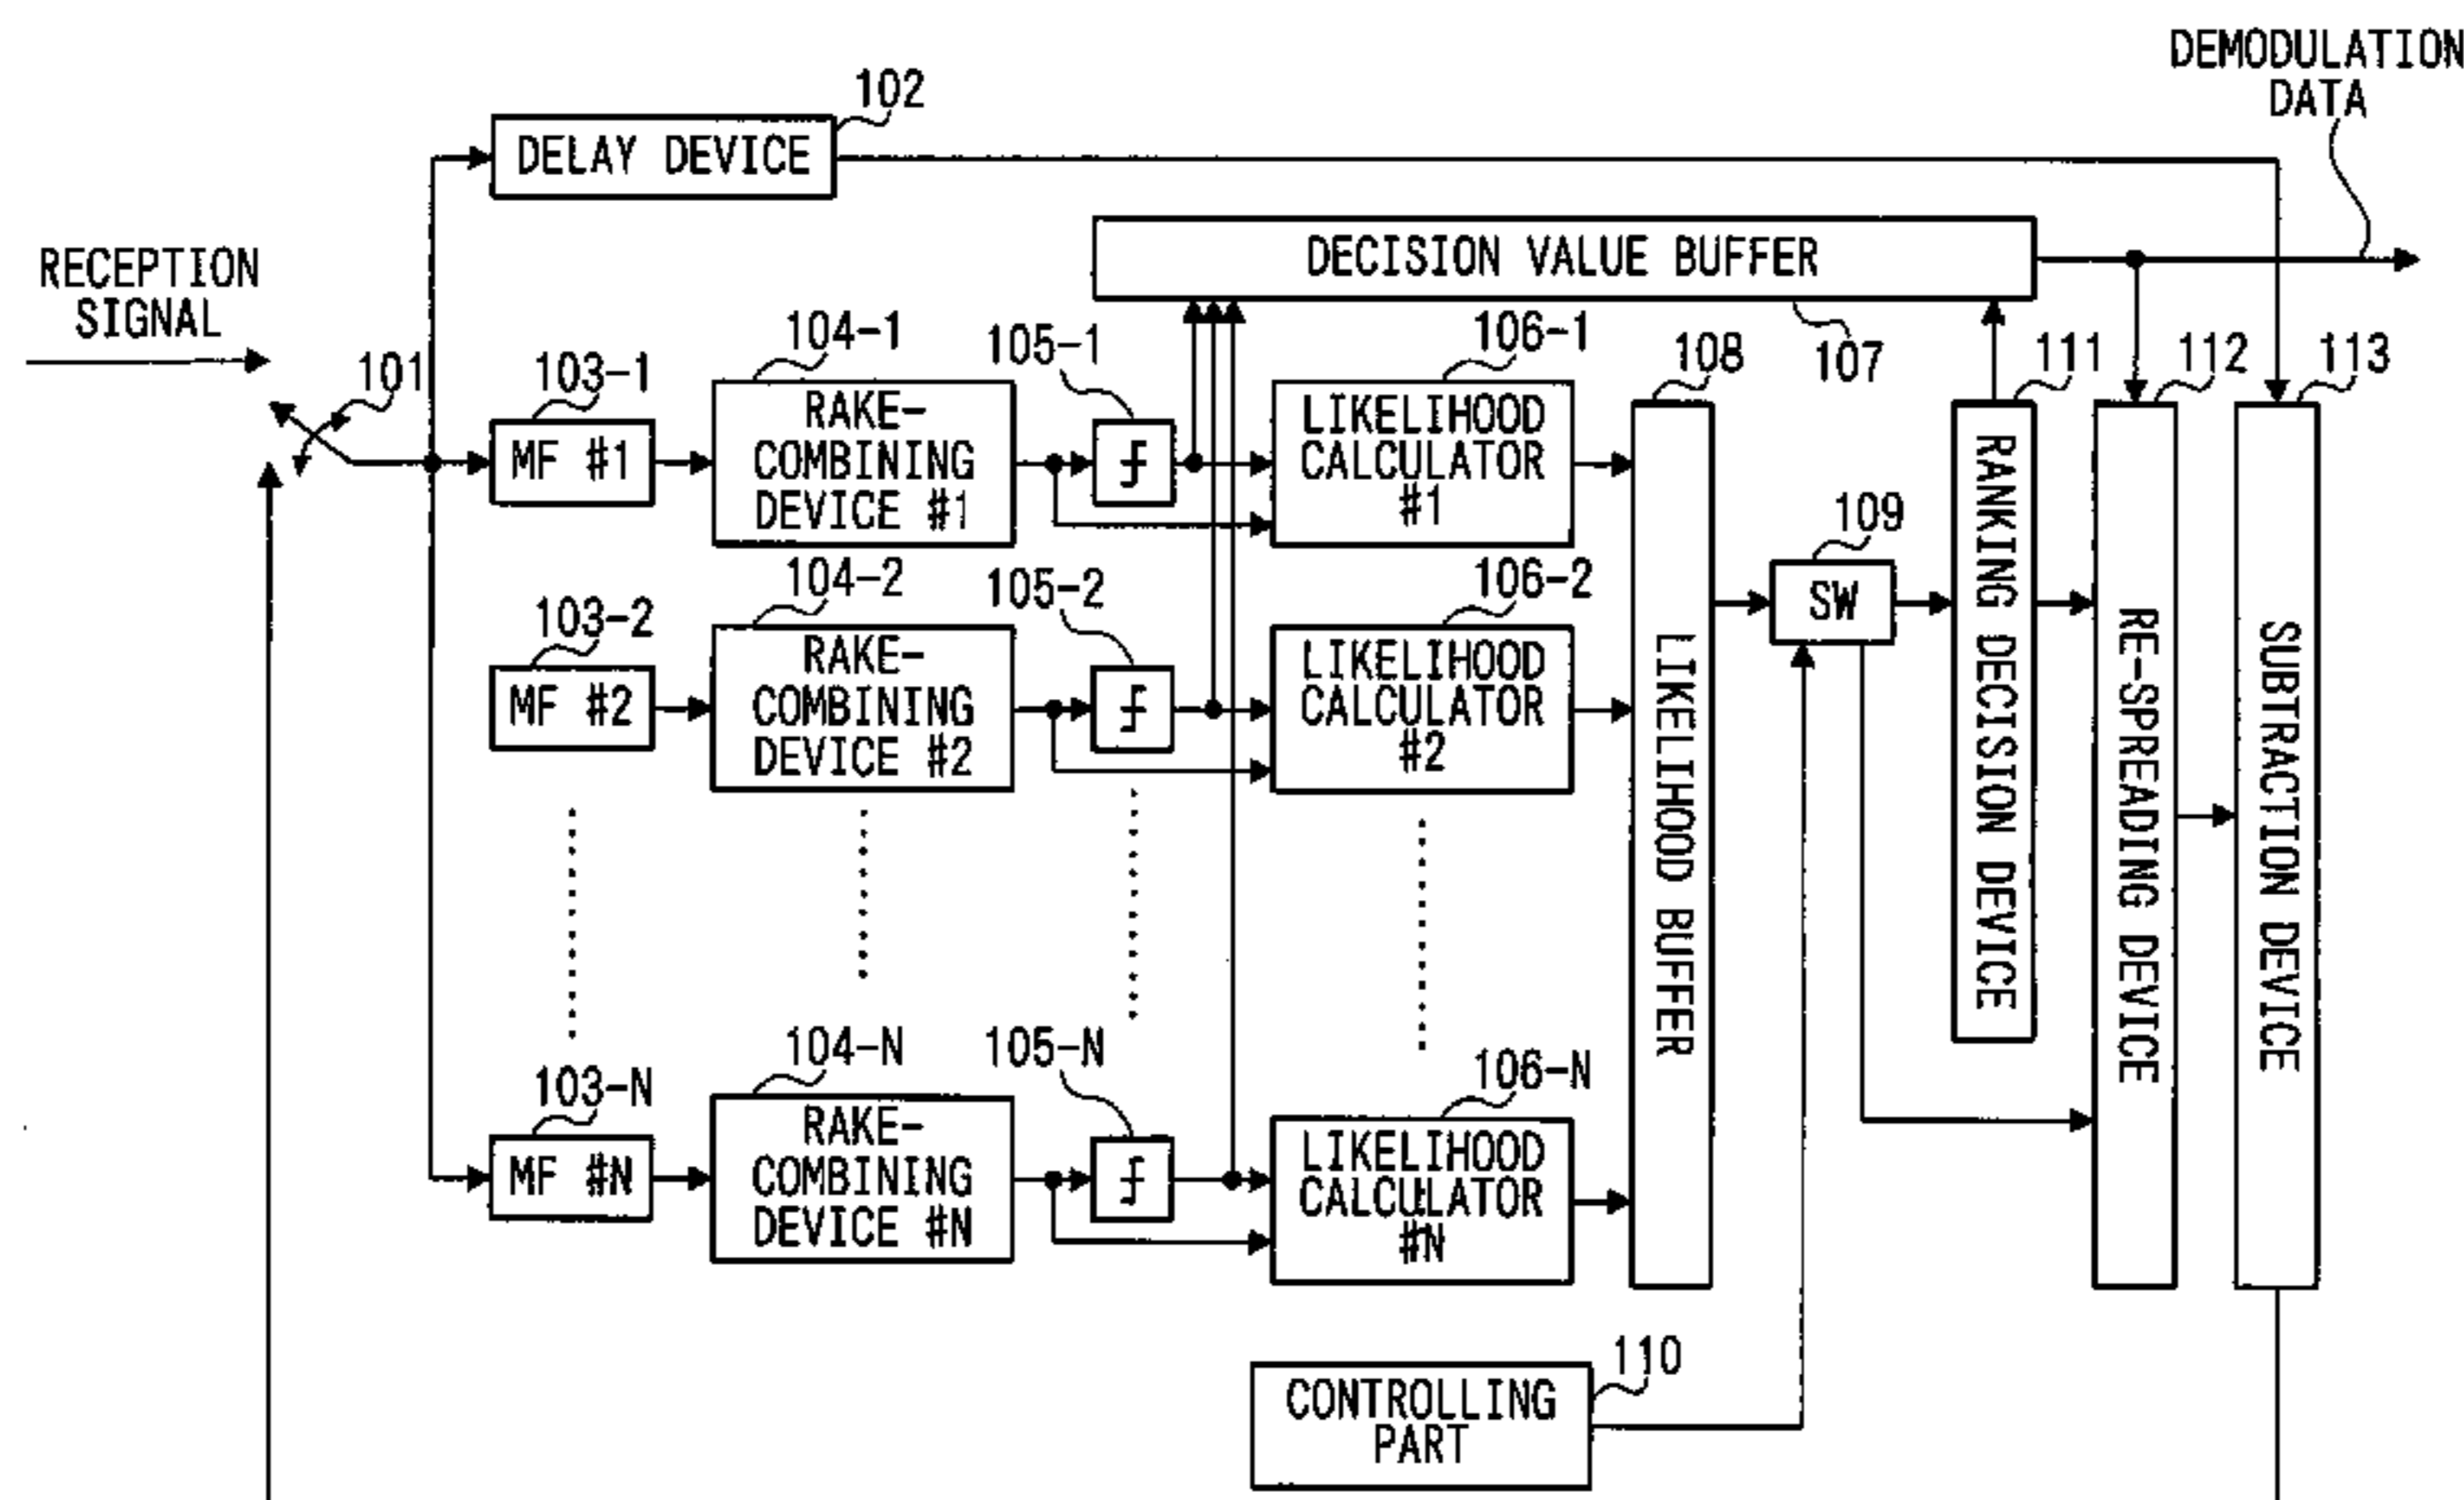 DEMODULATION
DATA
102
DELAY DEVICE
DECISION VALUE BUFFER
RECEPTION
SIGNAL
101
103-1
104-1
105-1
106-1
108
107
111
112
113
MF #1
RAKE-
COMBINING
DEVICE #1
LIKELIHOOD
CALCULATOR
#1
109
SW
103-2
104-2
105-2
106-2
MF #2
RAKE-
COMBINING
DEVICE #2
LIKELIHOOD
CALCULATOR
#2
LIKELIHOOD BUFFER
RANKING DECISION DEVICE
RE-SPREADING DEVICE
SUBTRACTION DEVICE
103-N
104-N
105-N
106-N
MF #N
RAKE-
COMBINING
DEVICE #N
LIKELIHOOD
CALCULATOR
#N
110
CONTROLLING
PART